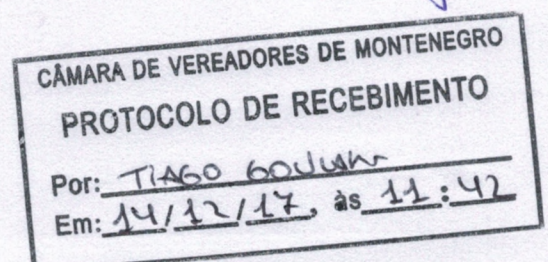 CÂMARA DE VEREADORES DE MONTENEGRO
PROTOCOLO DE RECEBIMENTO
Por: TIAGO
Em: 14/12/17, às 11:42